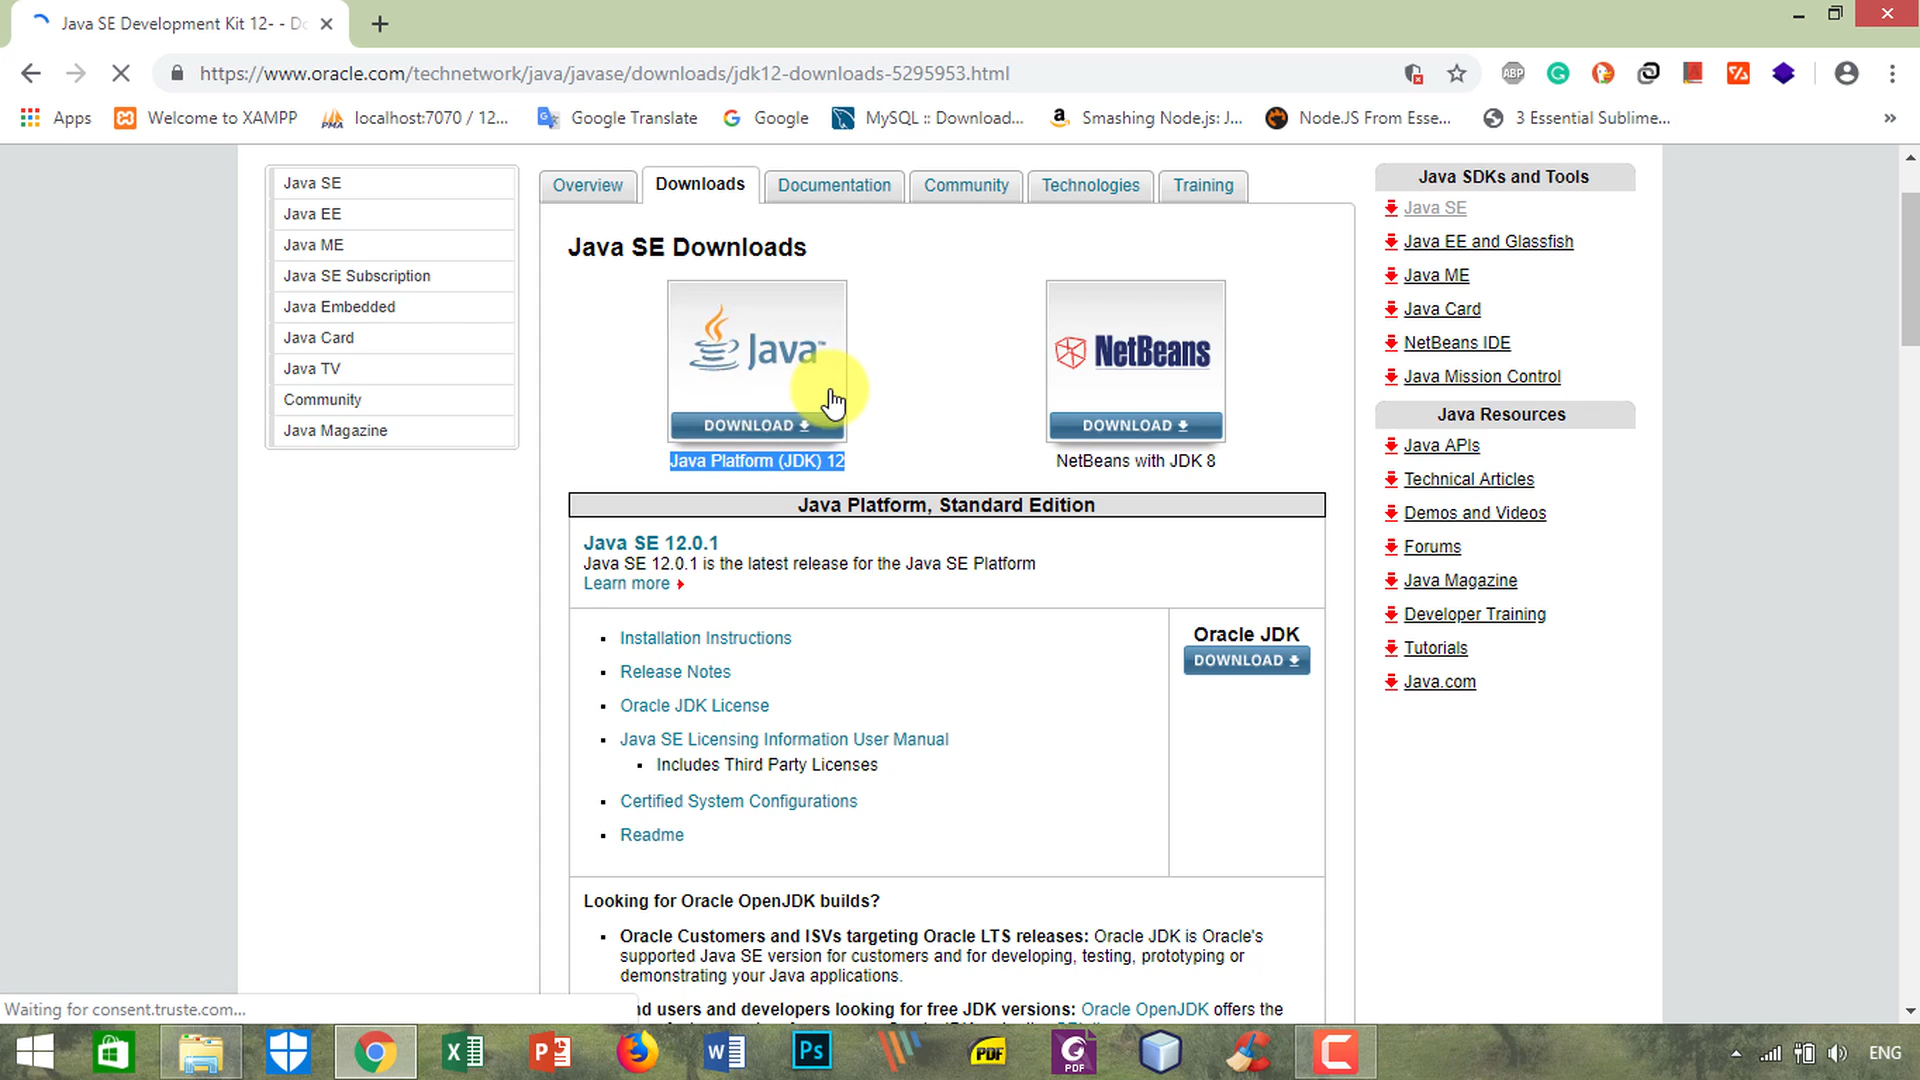 Java SE Development Kit 12- - Do
https://www.oracle.com/technetwork/java/javase/downloads/jdk12-downloads-5295953.html
ABP
Apps
Welcome to XAMPP
PMA
localhost:7070 / 12...
Google Translate
Google
MySQL :: Download...
Smashing Node.js: J...
Node.JS From Esse...
3 Essential Sublime...
»
Java SE
Java EE
Java ME
Java SE Subscription
Java Embedded
Java Card
Java TV
Community
Java Magazine
Overview
Downloads
Documentation
Community
Technologies
Training
Java SE Downloads
Java™
DOWNLOAD
Java Platform (JDK) 12
NetBeans
DOWNLOAD
NetBeans with JDK 8
Java Platform, Standard Edition
Java SE 12.0.1
Java SE 12.0.1 is the latest release for the Java SE Platform
Learn more
Installation Instructions
Release Notes
Oracle JDK License
Java SE Licensing Information User Manual
Includes Third Party Licenses
Certified System Configurations
Readme
Oracle JDK
DOWNLOAD
Looking for Oracle OpenJDK builds?
Oracle Customers and ISVs targeting Oracle LTS releases: Oracle JDK is Oracle's
supported Java SE version for customers and for developing, testing, prototyping or
demonstrating your Java applications.
nd users and developers looking for free JDK versions: Oracle OpenJDK offers the
Java SDKs and Tools
Java SE
Java EE and Glassfish
Java ME
Java Card
NetBeans IDE
Java Mission Control
Java Resources
Java APIs
Technical Articles
Demos and Videos
Forums
Java Magazine
Developer Training
Tutorials
Java.com
Waiting for consent.truste.com...
Ps
PDF
PDF
ENG